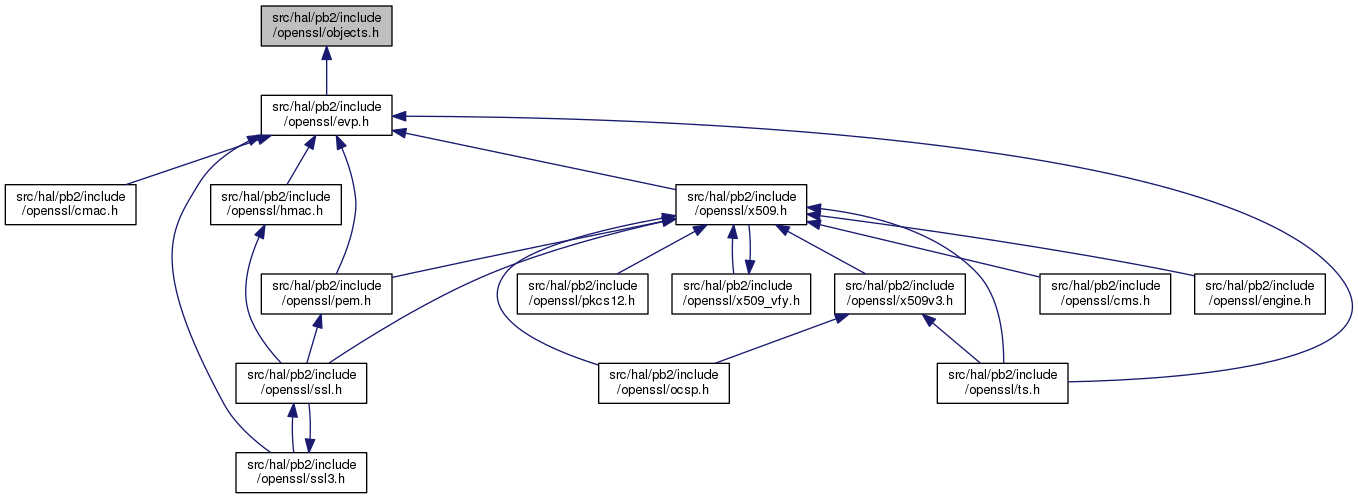 src/hal/pb2/include
/openssl/objects.h
src/hal/pb2/include
/openssl/evp.h
src/hal/pb2/include
/openssl/cmac.h
src/hal/pb2/include
/openssl/hmac.h
src/hal/pb2/include
/openssl/x509.h
src/hal/pb2/include
/openssl/pem.h
src/hal/pb2/include
/openssl/pkcs12.h
src/hal/pb2/include
/openssl/x509_vfy.h
src/hal/pb2/include
/openssl/x509v3.h
src/hal/pb2/include
/openssl/cms.h
src/hal/pb2/include
/openssl/engine.h
src/hal/pb2/include
/openssl/ssl.h
src/hal/pb2/include
/openssl/ocsp.h
src/hal/pb2/include
/openssl/ts.h
src/hal/pb2/include
/openssl/ssl3.h